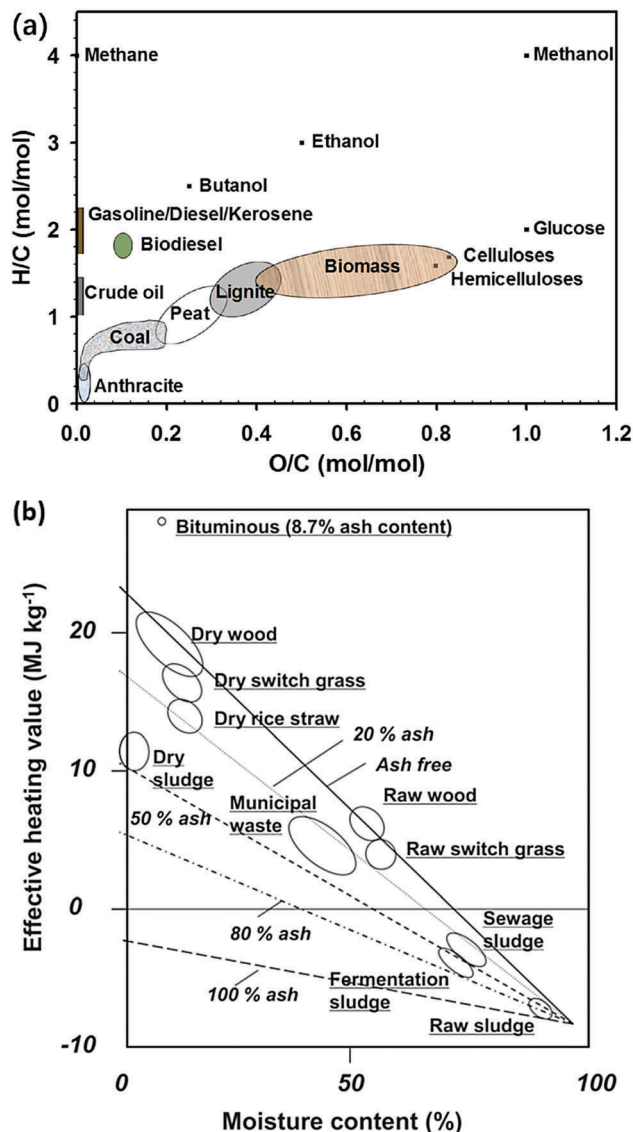 (a)
4
Methane
Methanol
3
Ethanol
Butanol
H/C (mol/mol)
Gasoline/Diesel/Kerosene
2
Glucose
Biodiesel
Celluloses
Biomass
Hemicelluloses
Crude oil
Lignite
1
Peat
Coal
Anthracite
0
0.0 0.2 0.4 0.6 0.8 1.0 1.2
O/C (mol/mol)
(b)
Bituminous (8.7% ash content)
Effective heating value (MJ kg-1)
20
Dry wood
Dry switch grass
Dry rice straw
20 % ash
Dry
sludge
Ash free
10
Municipal
waste
Raw wood
50 % ash
Raw switch grass
0
80 % ash
Sewage
sludge
100 % ash
Fermentation
sludge
Raw sludge
-10
0 50 100
Moisture content (%)